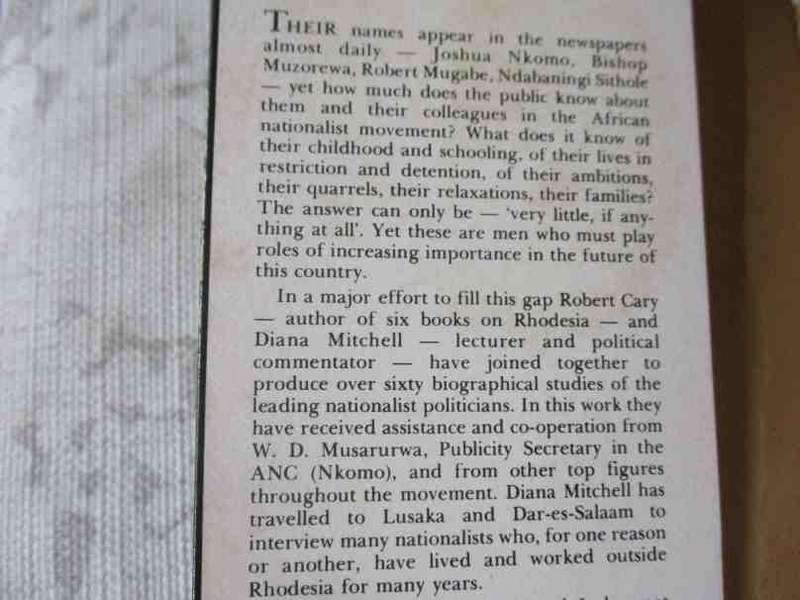 THEIR names appear in the newspapers
almost daily — Joshua Nkomo, Bishop
Muzorewa, Robert Mugabe, Ndabaningi Sithole
— yet how much does the public know about
them and their colleagues in the African
nationalist movement? What does it know of
their childhood and schooling, of their lives in
restriction and detention, of their ambitions,
their quarrels, their relaxations, their families?
The answer can only be — 'very little, if any-
thing at all'. Yet these are men who must play
roles of increasing importance in the future of
this country.
In a major effort to fill this gap Robert Cary
— author of six books on Rhodesia — and
Diana Mitchell — lecturer and political
commentator — have joined together to
produce over sixty biographical studies of the
leading nationalist politicians. In this work they
have received assistance and co-operation from
W. D. Musarurwa, Publicity Secretary in the
ANC (Nkomo), and from other top figures
throughout the movement. Diana Mitchell has
travelled to Lusaka and Dar-es-Salaam to
interview many nationalists who, for one reason
or another, have lived and worked outside
Rhodesia for many years.